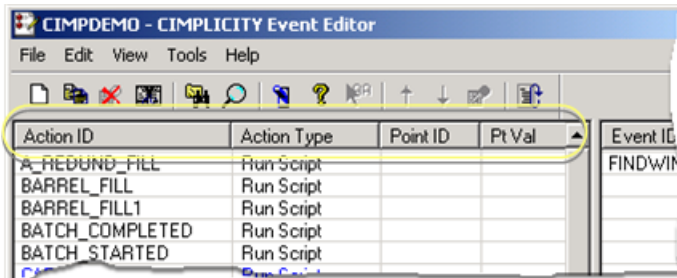 CIMPDEMO - CIMPLICITY Event Editor
File Edit View Tools Help
Action ID Action Type Point ID Pt Val Event ID
A_REDUND_FILL Run Script FINDWIN
BARREL_FILL Run Script
BARREL_FILL1 Run Script
BATCH_COMPLETED Run Script
BATCH_STARTED Run Script